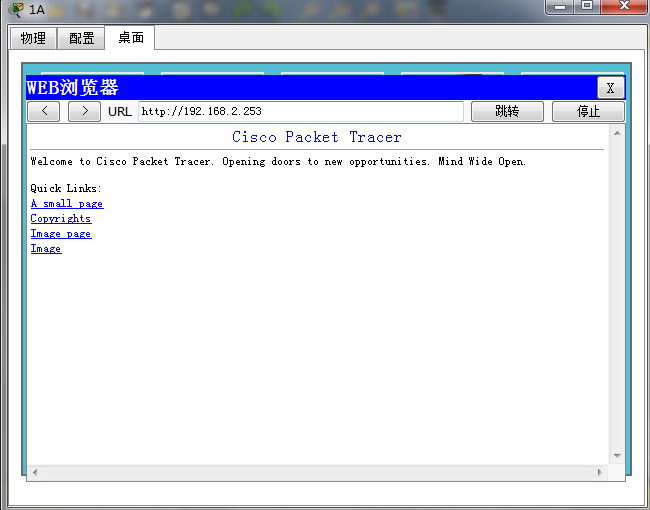 1A
物理 配置 桌面
WEB浏览器 X
< > URL http://192.168.2.253 跳转 停止
Cisco Packet Tracer
Welcome to Cisco Packet Tracer. Opening doors to new opportunities. Mind Wide Open.
Quick Links:
A small page
Copyrights
Image page
Image